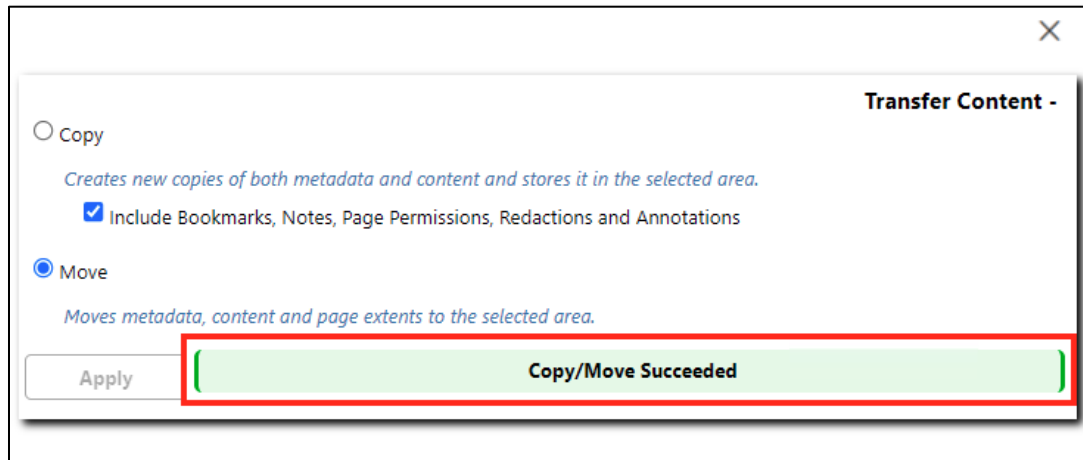 Transfer Content -
Copy
Creates new copies of both metadata and content and stores it in the selected area.
Include Bookmarks, Notes, Page Permissions, Redactions and Annotations
Move
Moves metadata, content and page extents to the selected area.
Apply
Copy/Move Succeeded